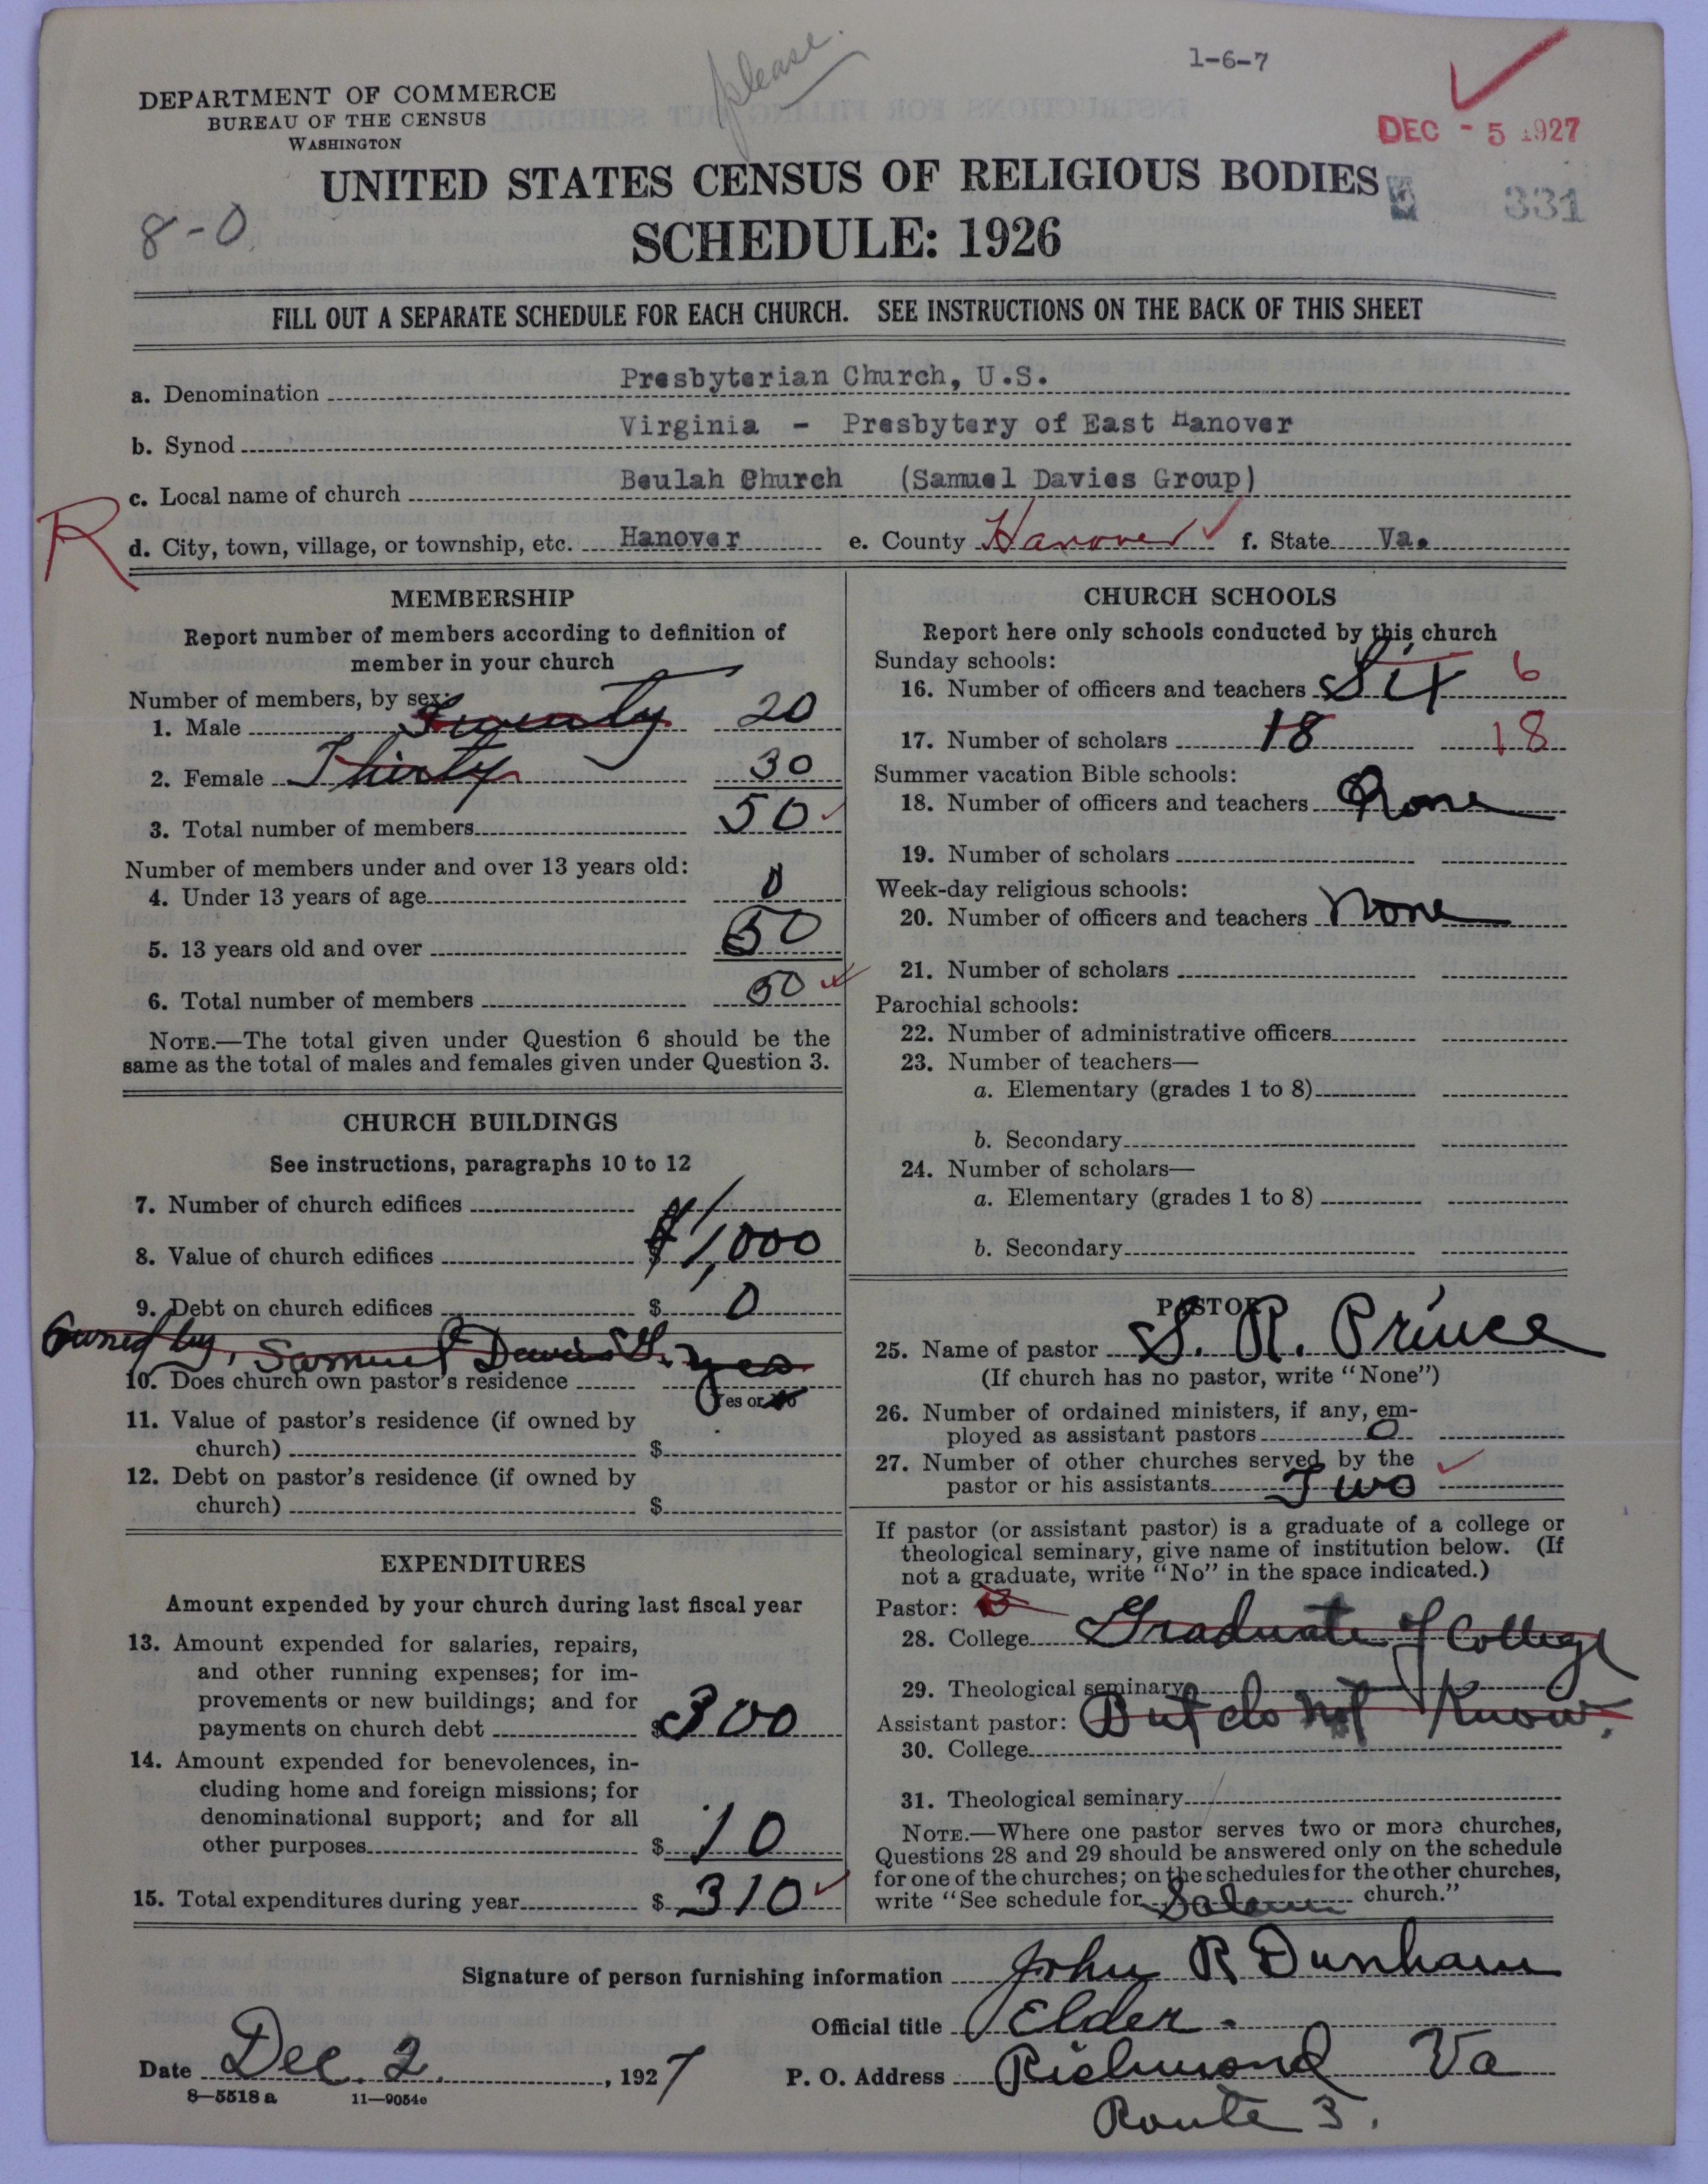 please.
1-6-7
DEPARTMENT OF COMMERCE
BUREAU OF THE CENSUS
WASHINGTON
DEC - 5 1927
UNITED STATES CENSUS OF RELIGIOUS BODIES
331
8-0
SCHEDULE: 1926
FILL OUT A SEPARATE SCHEDULE FOR EACH CHURCH. SEE INSTRUCTIONS ON THE BACK OF THIS SHEET
a. Denomination Presbyterian Church, U.S.
b. Synod Virginia - Presbytery of East Hanover
c. Local name of church Beulah Church (Samuel Davies Group)
R
d. City, town, village, or township, etc. Hanover e. County Hanover f. State Va.
MEMBERSHIP
Report number of members according to definition of
member in your church
Number of members, by sex:
1. Male Twenty 20
2. Female Thirty 30
3. Total number of members 50
Number of members under and over 13 years old:
4. Under 13 years of age 0
5. 13 years old and over 50
6. Total number of members 50
NOTE.—The total given under Question 6 should be the
same as the total of males and females given under Question 3.
CHURCH BUILDINGS
See instructions, paragraphs 10 to 12
7. Number of church edifices 1
8. Value of church edifices $ 1,000
9. Debt on church edifices $ 0
Owned by, Samuel Davies G. yes
10. Does church own pastor's residence
Yes or No
11. Value of pastor's residence (if owned by
church) $
12. Debt on pastor's residence (if owned by
church) $
EXPENDITURES
Amount expended by your church during last fiscal year
13. Amount expended for salaries, repairs,
and other running expenses; for im-
provements or new buildings; and for
payments on church debt $ 300
14. Amount expended for benevolences, in-
cluding home and foreign missions; for
denominational support; and for all
other purposes $ 10
15. Total expenditures during year $ 310
CHURCH SCHOOLS
Report here only schools conducted by this church
Sunday schools:
16. Number of officers and teachers Six 6
17. Number of scholars 18 18
Summer vacation Bible schools:
18. Number of officers and teachers None
19. Number of scholars
Week-day religious schools:
20. Number of officers and teachers None
21. Number of scholars
Parochial schools:
22. Number of administrative officers
23. Number of teachers—
a. Elementary (grades 1 to 8)
b. Secondary
24. Number of scholars—
a. Elementary (grades 1 to 8)
b. Secondary
PASTOR
25. Name of pastor S. R. Prince
(If church has no pastor, write "None")
26. Number of ordained ministers, if any, em-
ployed as assistant pastors 0
27. Number of other churches served by the
pastor or his assistants Two
If pastor (or assistant pastor) is a graduate of a college or
theological seminary, give name of institution below. (If
not a graduate, write "No" in the space indicated.)
Pastor:
28. College Graduate of College
29. Theological seminary
Assistant pastor: But do not Know.
30. College
31. Theological seminary
NOTE.—Where one pastor serves two or more churches,
Questions 28 and 29 should be answered only on the schedule
for one of the churches; on the schedules for the other churches,
write "See schedule for Salem church."
Signature of person furnishing information John R Dunham
Official title Elder.
Date Dec. 2. , 1927 P. O. Address Richmond Va
8—5518 a 11—9054c
Route 3.